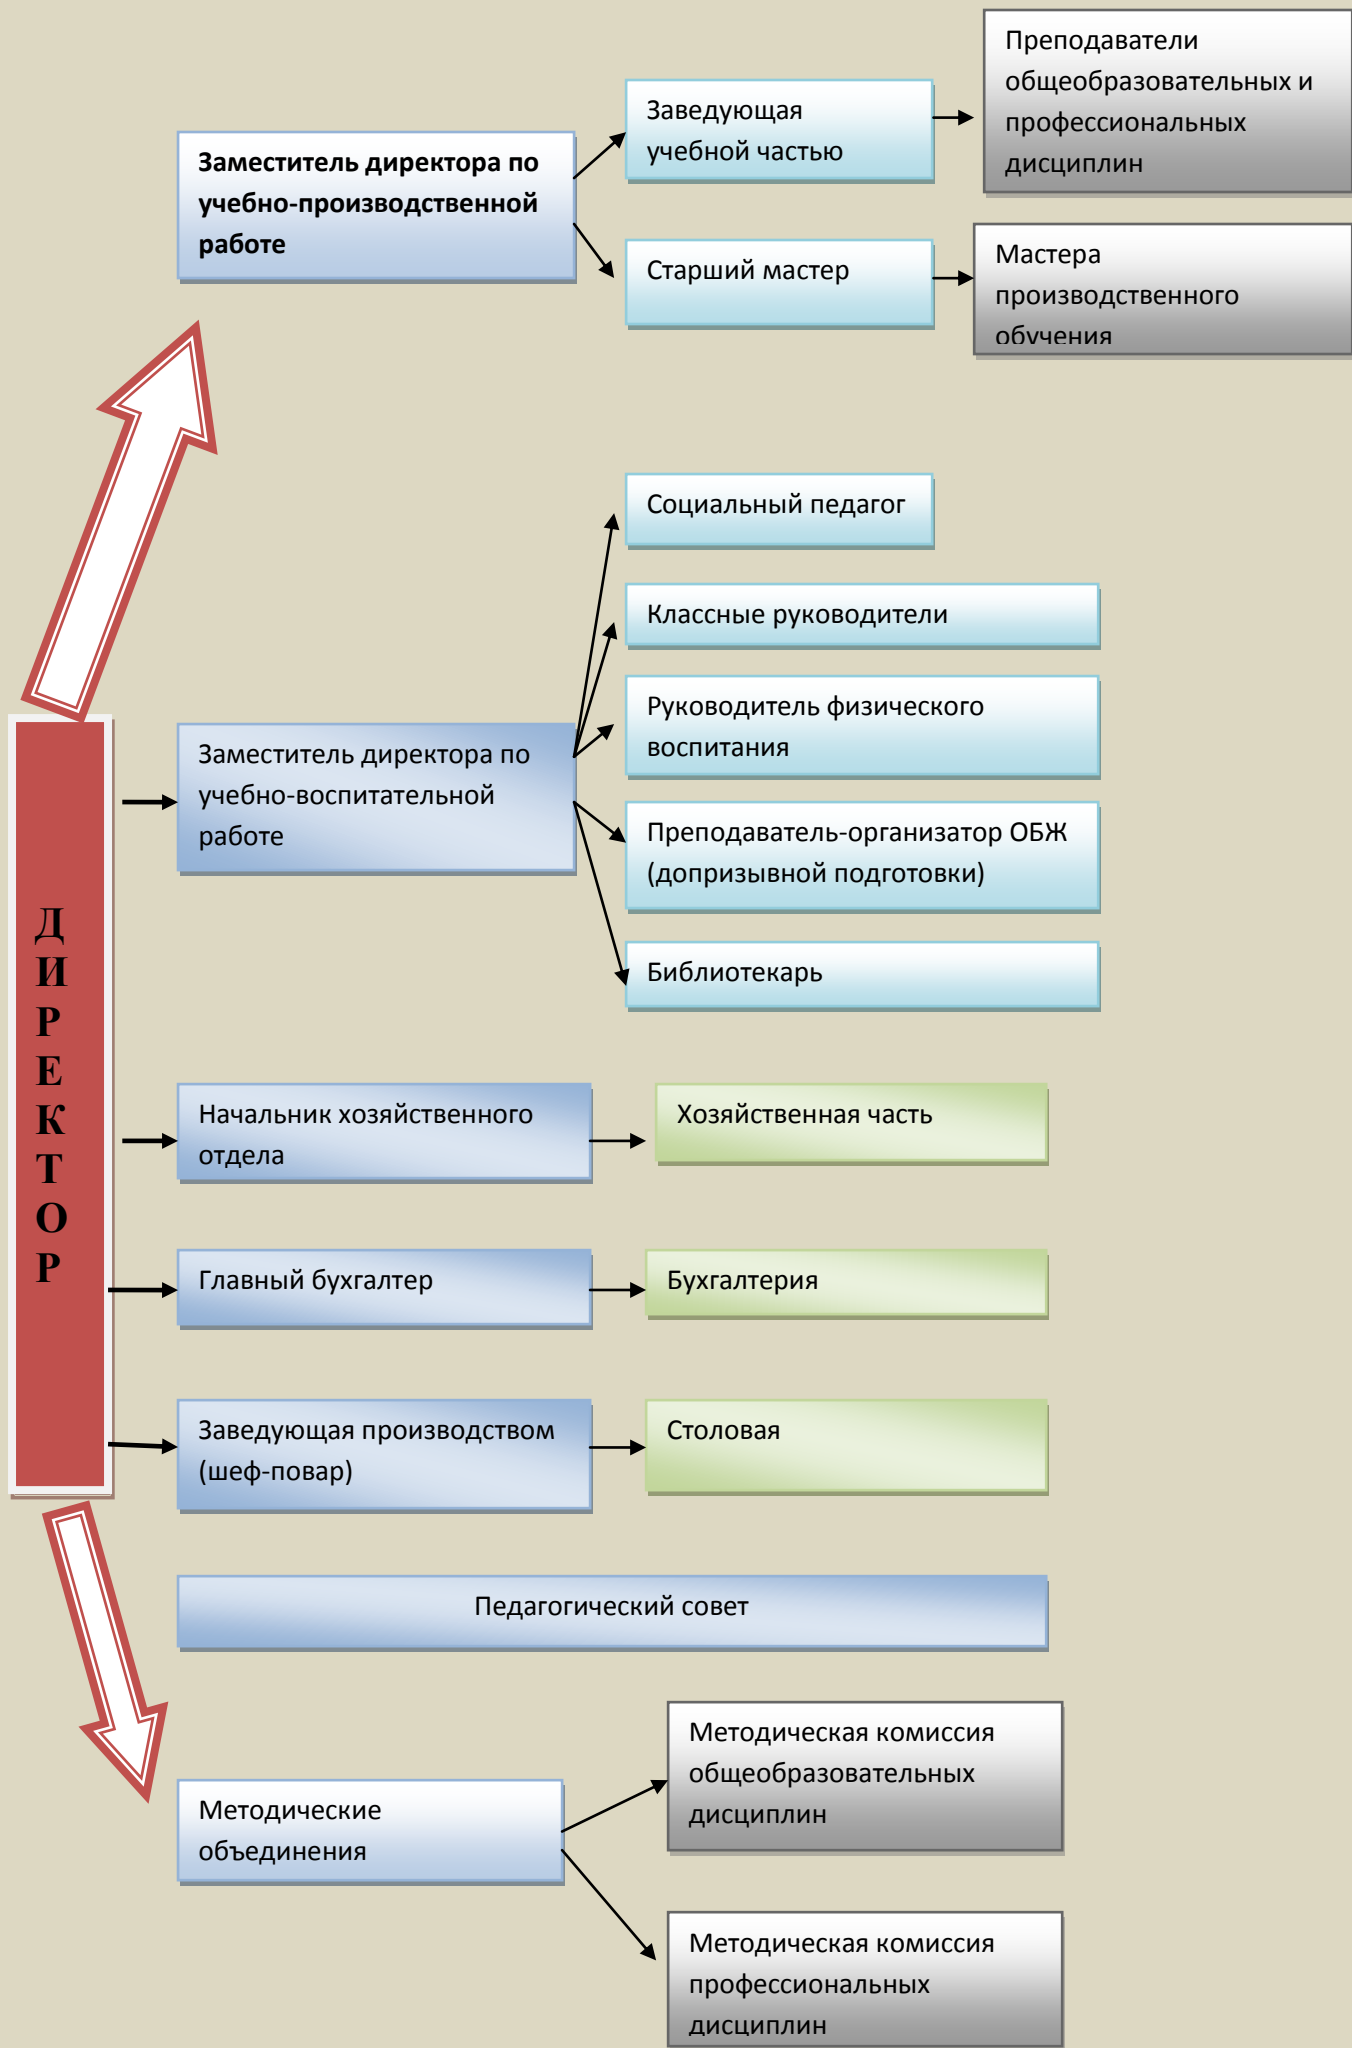 Преподаватели
общеобразовательных и
профессиональных
дисциплин
Заведующая
учебной частью
Заместитель директора по
учебно-производственной
работе
Старший мастер
Мастера
производственного
обучения
Социальный педагог
Классные руководители
Руководитель физического
воспитания
Заместитель директора по
учебно-воспитательной
работе
Преподаватель-организатор ОБЖ
(допризывной подготовки)
Библиотекарь
Д
И
Р
Е
К
Т
О
Р
Начальник хозяйственного
отдела
Хозяйственная часть
Главный бухгалтер
Бухгалтерия
Заведующая производством
(шеф-повар)
Столовая
Педагогический совет
Методические
объединения
Методическая комиссия
общеобразовательных
дисциплин
Методическая комиссия
профессиональных
дисциплин